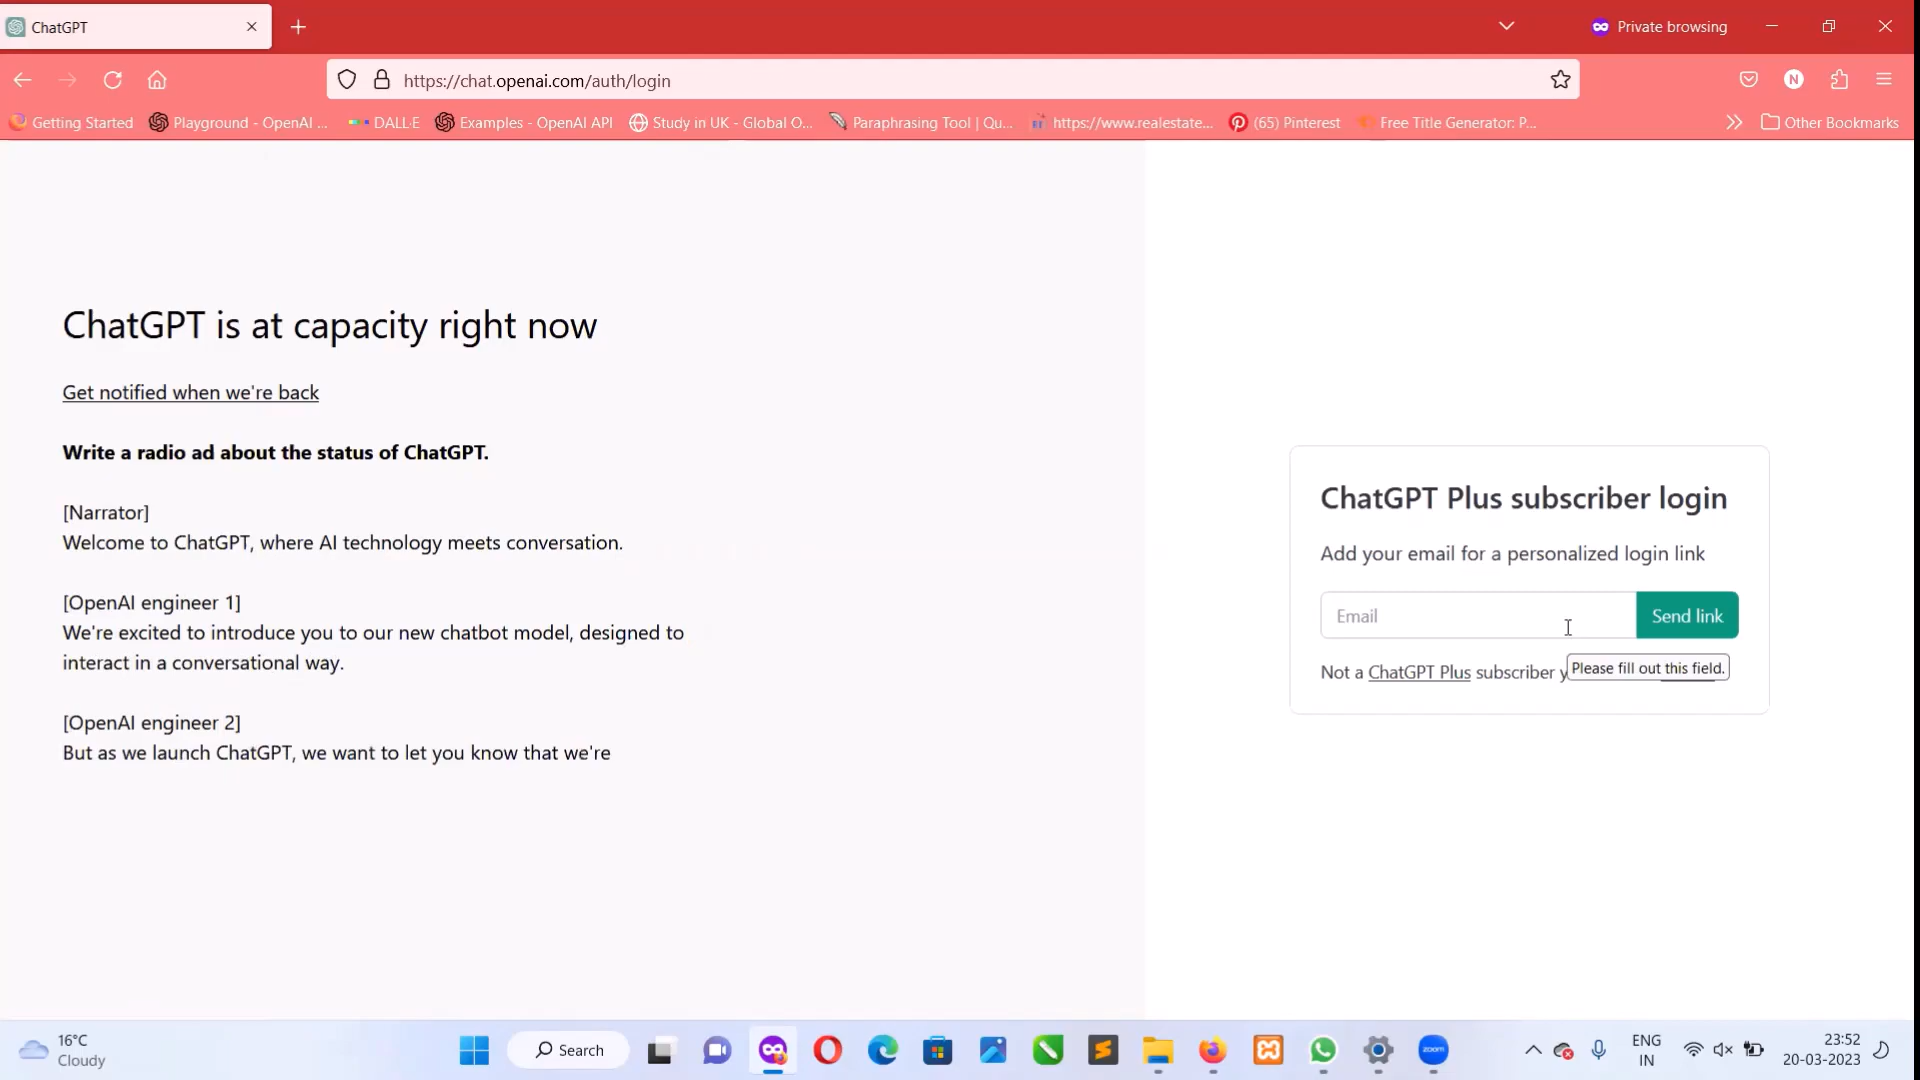 ChatGPT
Private browsing
https://chat.openai.com/auth/login
N
Getting Started
Playground - OpenAI ...
DALL·E
Examples - OpenAI API
Study in UK - Global O...
Paraphrasing Tool | Qu...
https://www.realestate...
(65) Pinterest
Free Title Generator: P...
Other Bookmarks
ChatGPT is at capacity right now
Get notified when we're back
Write a radio ad about the status of ChatGPT.
[Narrator]
Welcome to ChatGPT, where AI technology meets conversation.
[OpenAI engineer 1]
We're excited to introduce you to our new chatbot model, designed to
interact in a conversational way.
[OpenAI engineer 2]
But as we launch ChatGPT, we want to let you know that we're
ChatGPT Plus subscriber login
Add your email for a personalized login link
Email
Send link
Not a ChatGPT Plus subscriber y
Please fill out this field.
16°C
Cloudy
Search
zoom
ENG
IN
23:52
20-03-2023